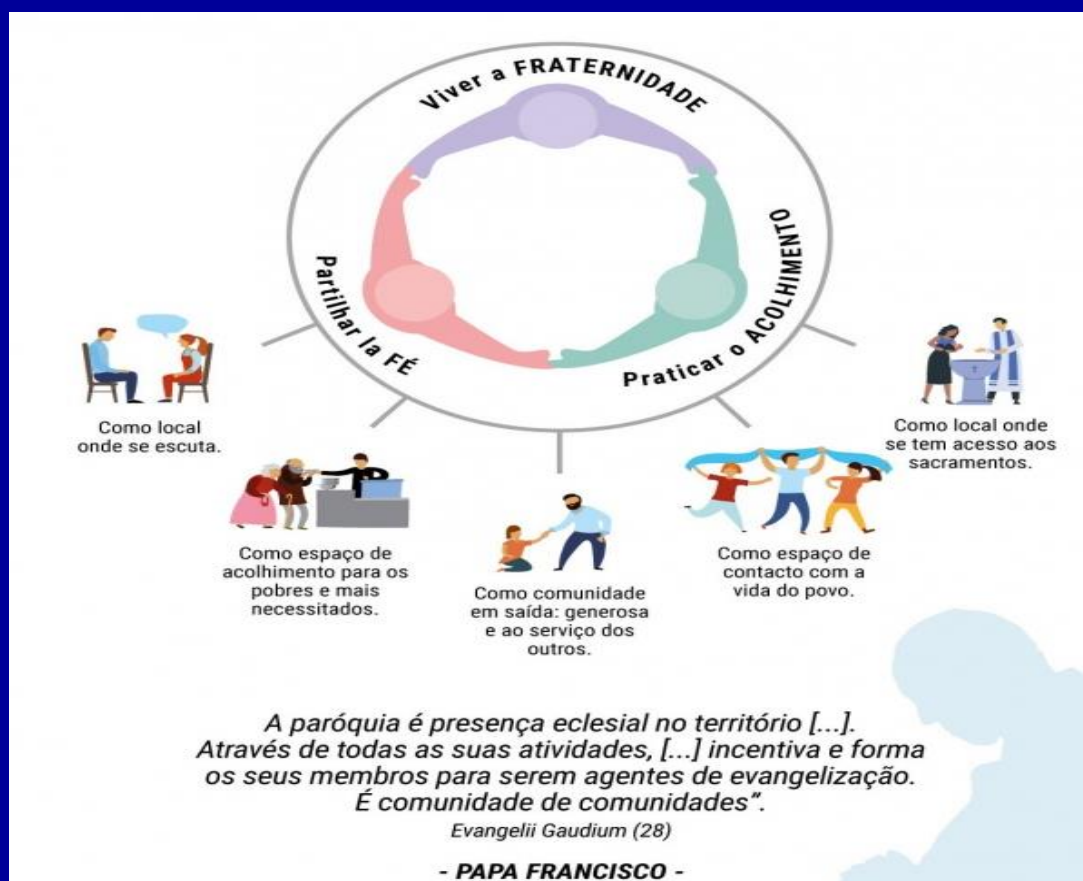 Viver a FRATERNIDADE
Partilhar la FÉ
Praticar o ACOLHIMENTO
Como local
onde se escuta.
Como espaço de
acolhimento para os
pobres e mais
necessitados.
Como comunidade
em saída: generosa
e ao serviço dos
outros.
Como espaço de
contacto com a
vida do povo.
Como local onde
se tem acesso aos
sacramentos.
A paróquia é presença eclesial no território [...].
Através de todas as suas atividades, [...] incentiva e forma
os seus membros para serem agentes de evangelização.
É comunidade de comunidades”.
Evangelii Gaudium (28)
- PAPA FRANCISCO -